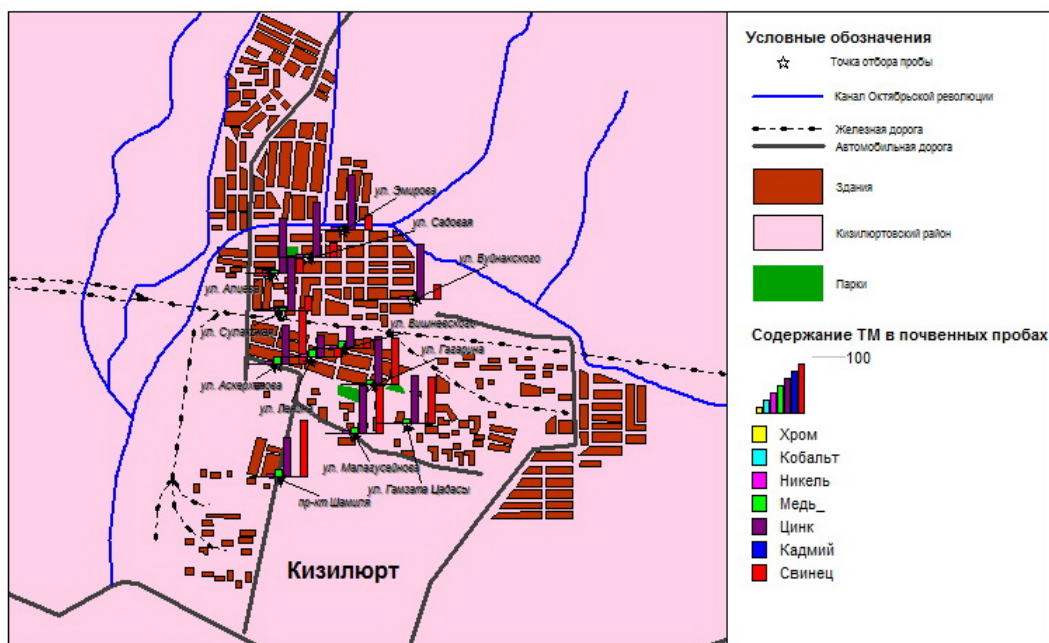 ул. Эмирова
ул. Садовая
ул. Буйнакского
ул. Алиева
ул. Сулакская
ул. Вишневского
ул. Гагарина
ул. Аскерханова
ул. Ленина
ул. Малагусейнова
ул. Гамзата Цадасы
пр-кт Шамиля
Кизилюрт
Условные обозначения
Точка отбора пробы
Канал Октябрьской революции
Железная дорога
Автомобильная дорога
Здания
Кизилюртовский район
Парки
Содержание ТМ в почвенных пробах
100
Хром
Кобальт
Никель
Медь_
Цинк
Кадмий
Свинец